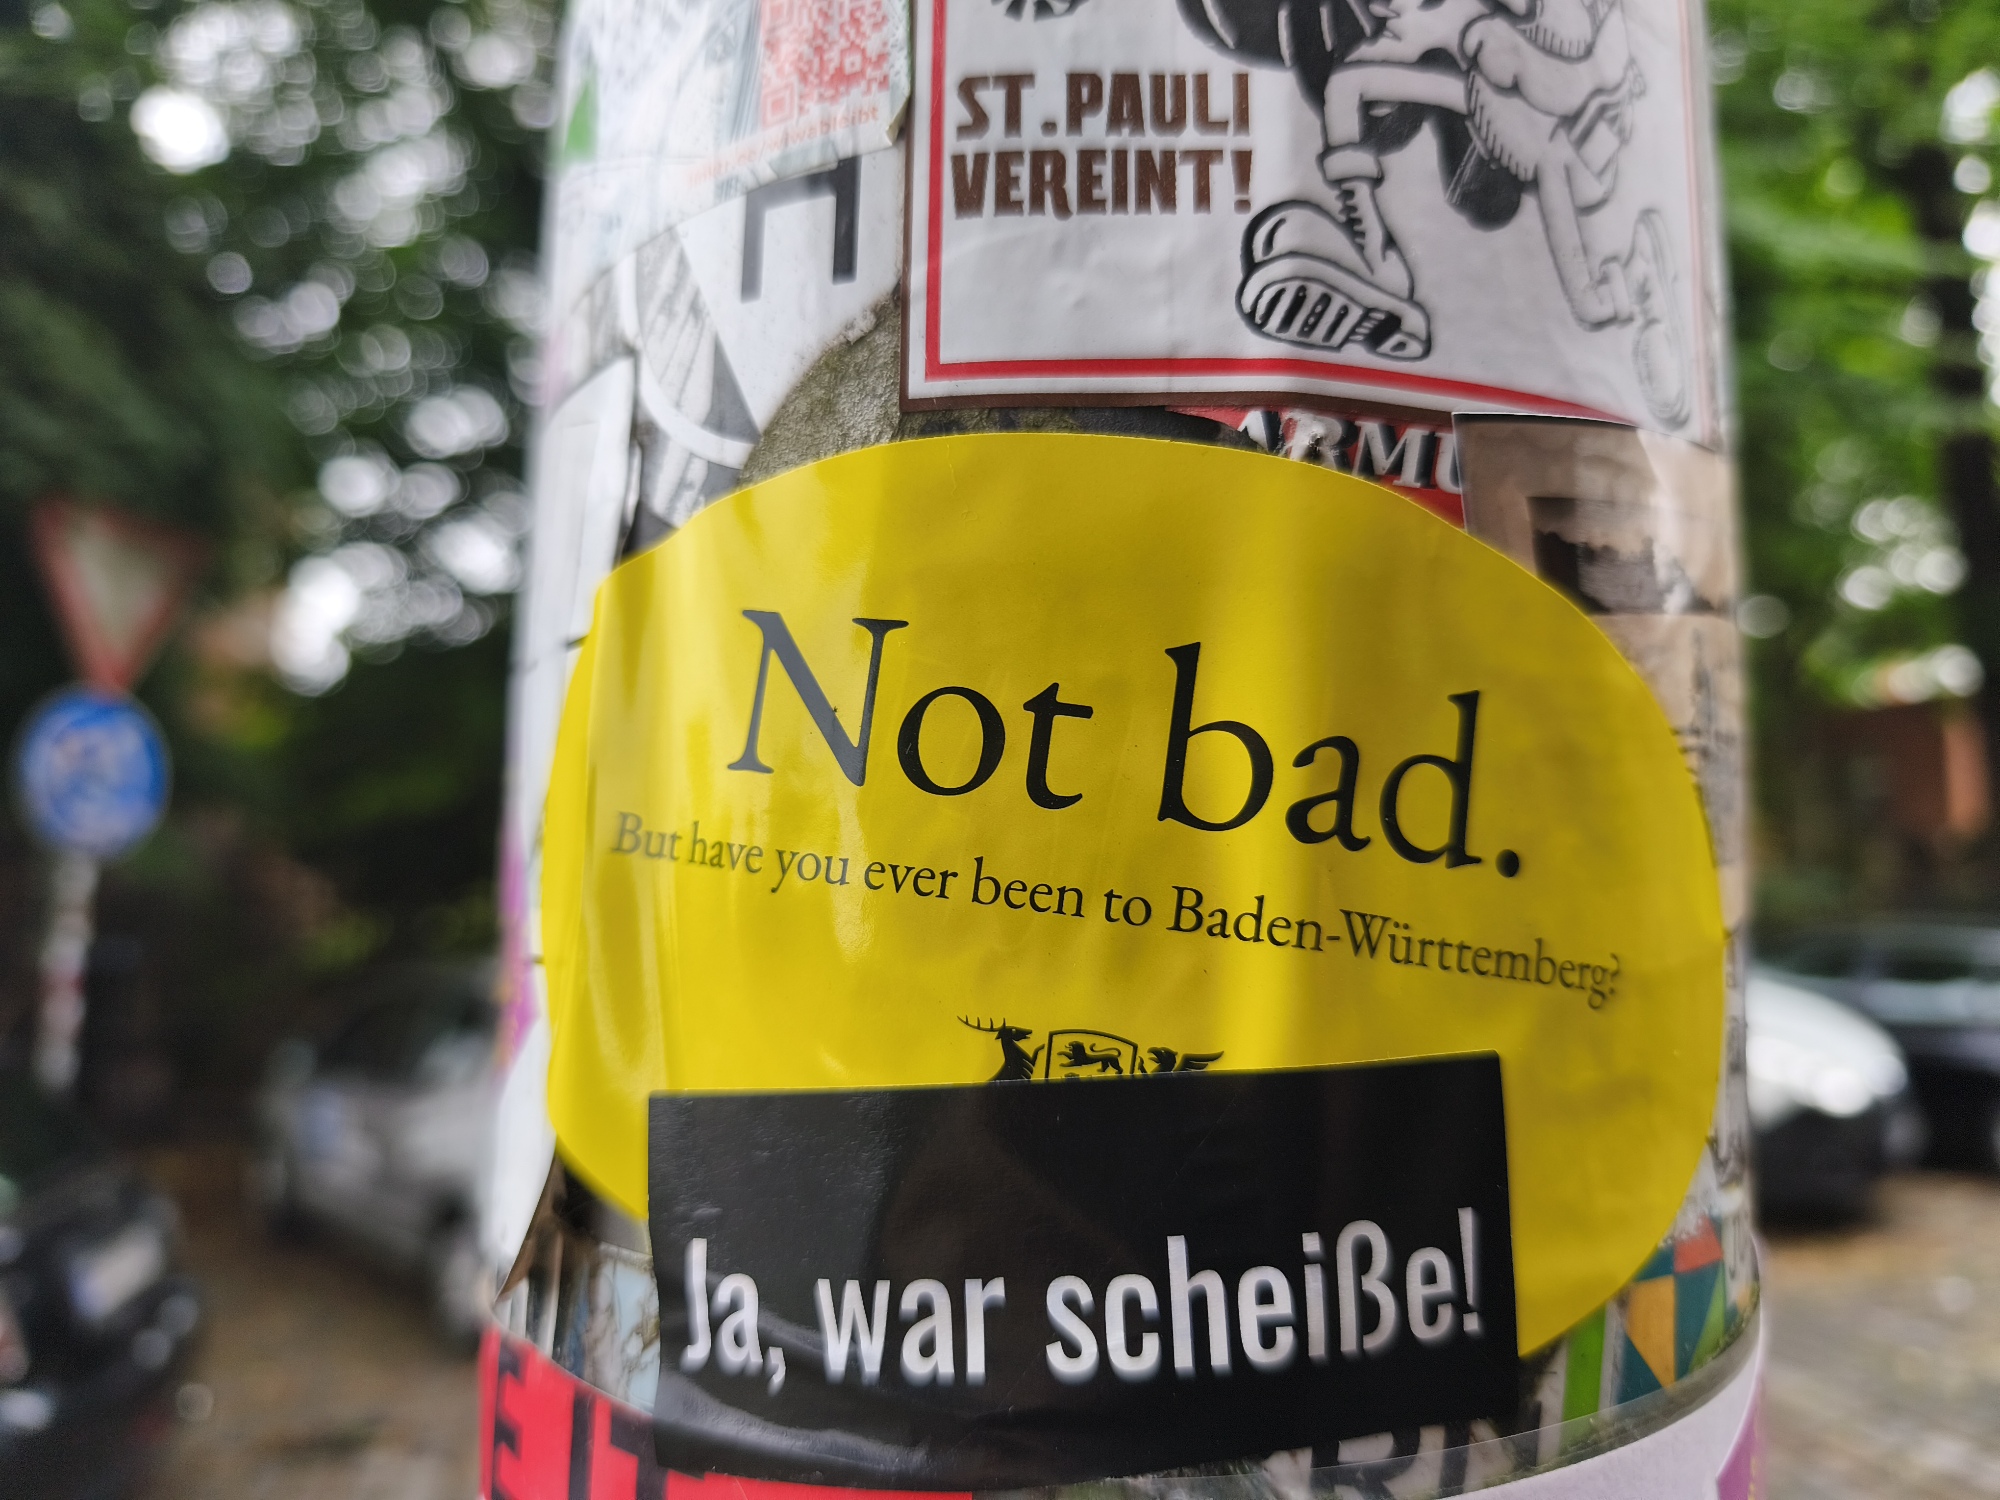 ST. PAULI
VEREINT!
Not bad.
But have you ever been to Baden-Württemberg?
Ja, war scheiße!